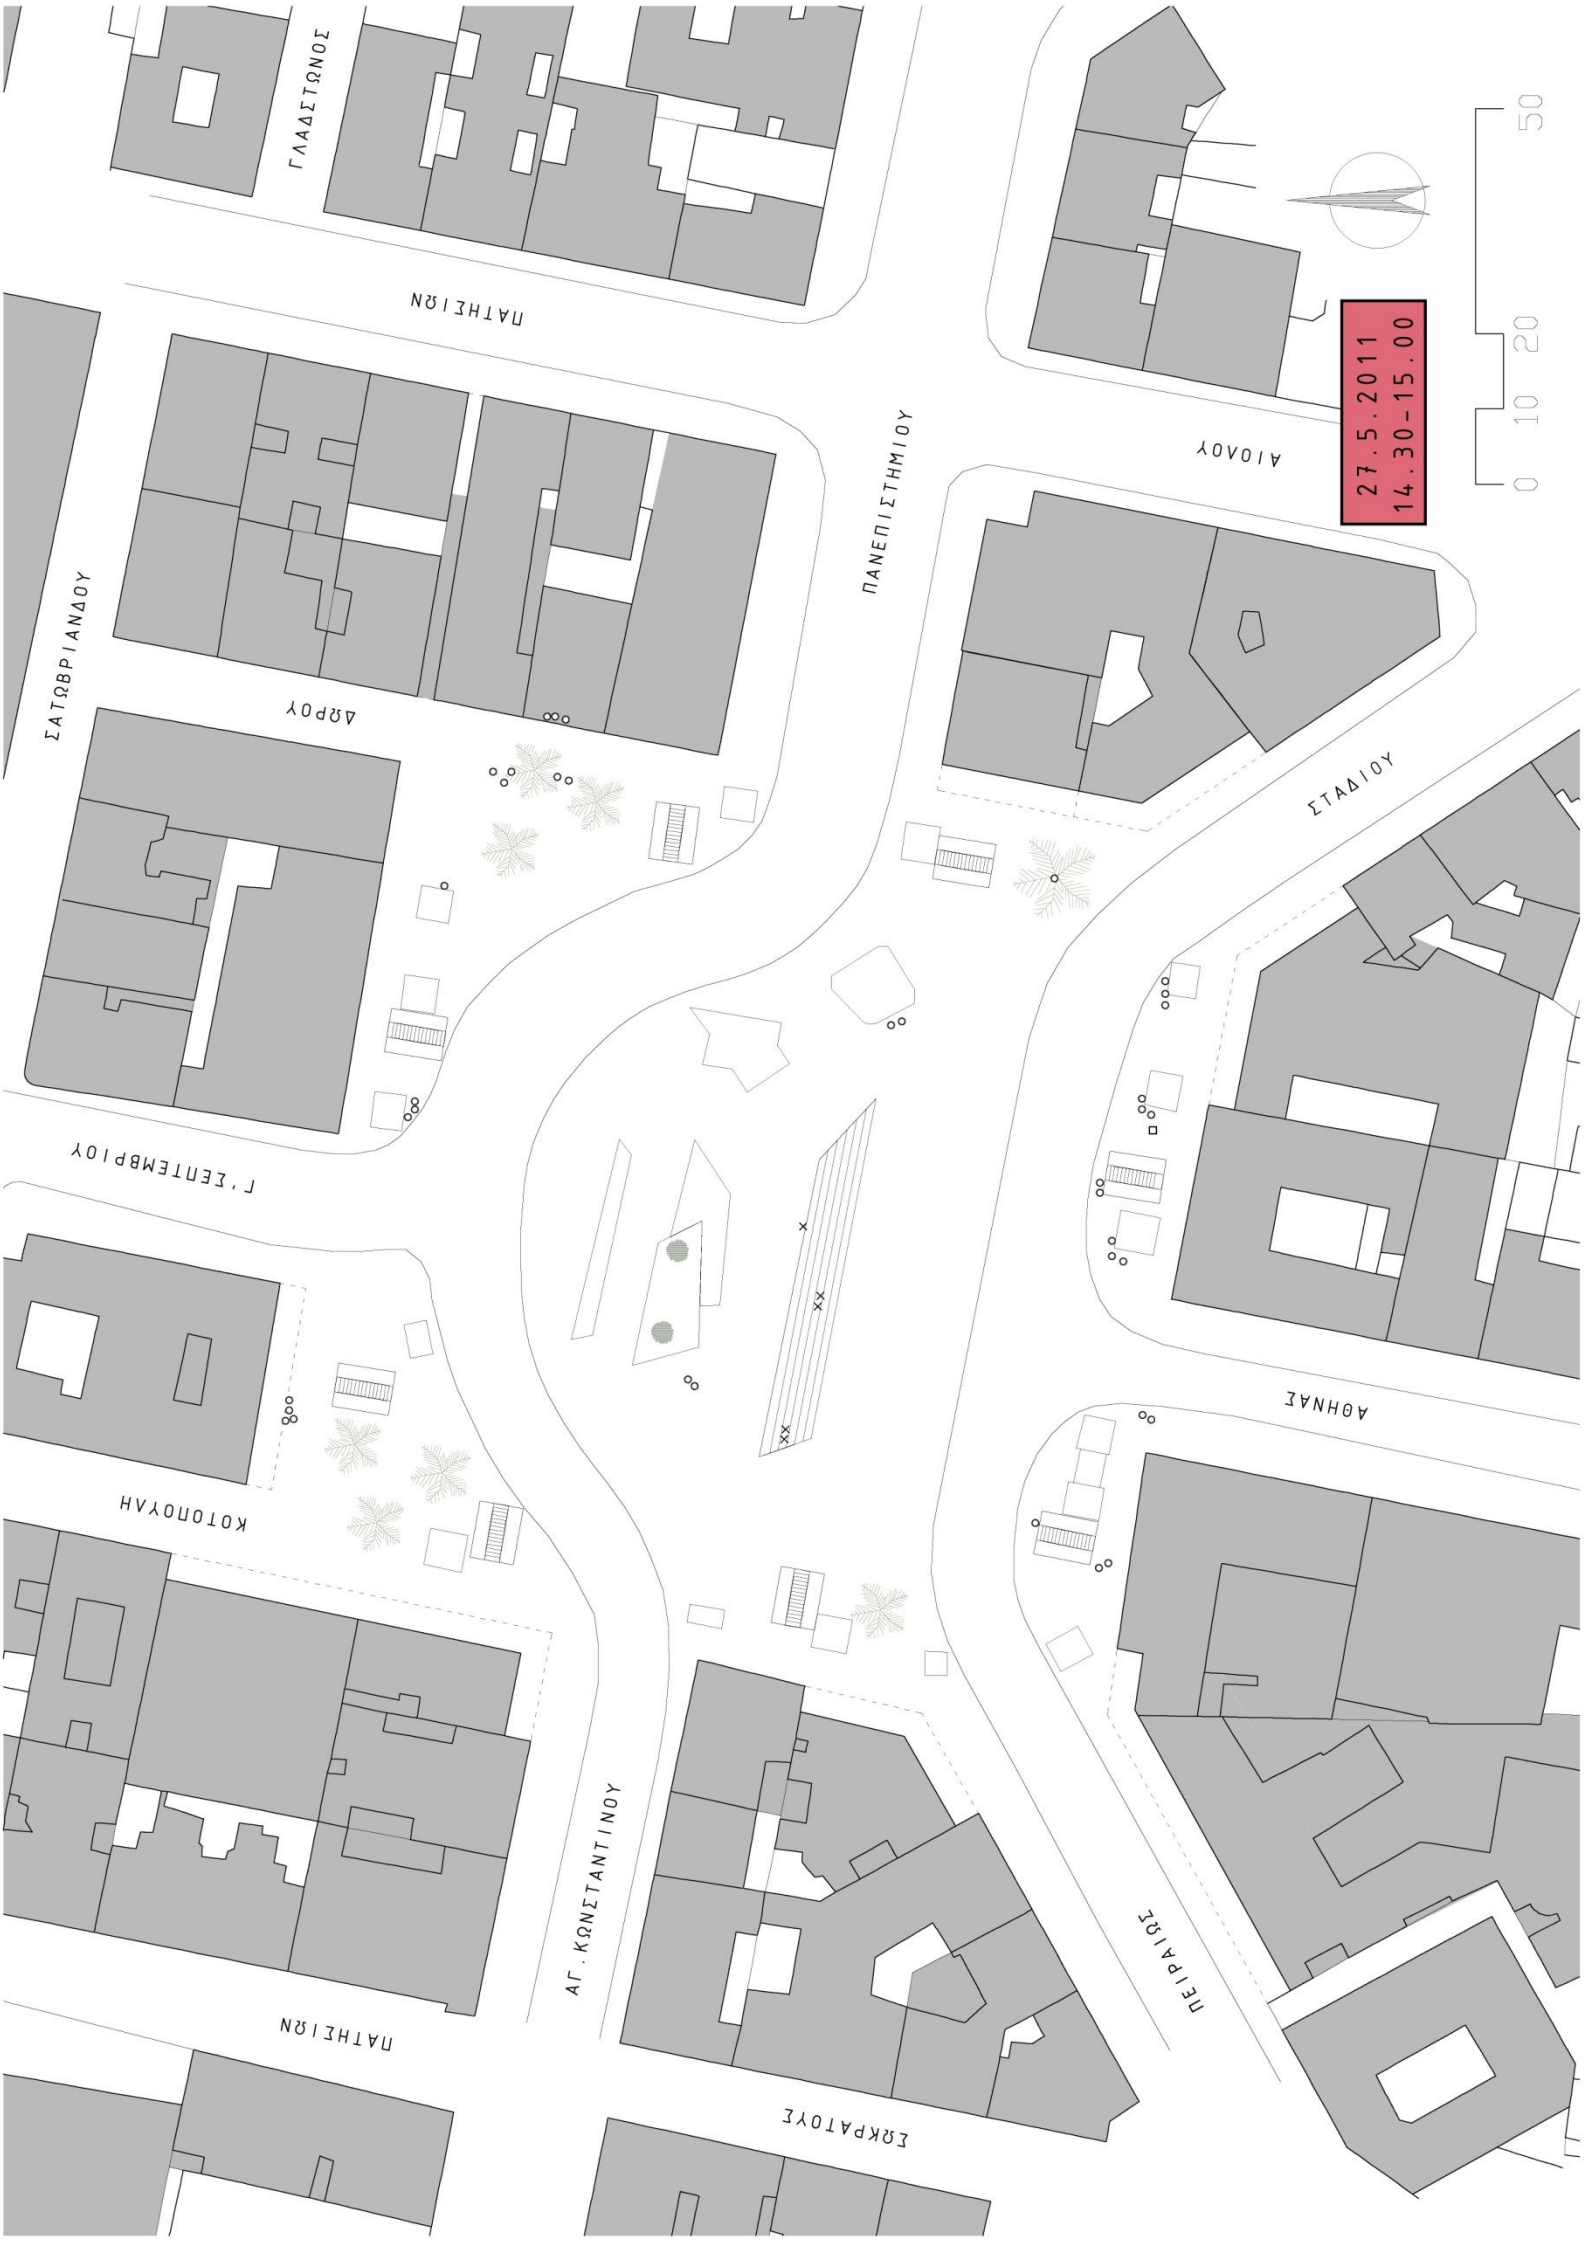 ΓΛΑΔΣΤΩΝΟΣ
ΠΑΤΗΣΙΩΝ
ΣΑΤΩΒΡΙΑΝΔΟΥ
ΔΩΡΟΥ
ΠΑΝΕΠΙΣΤΗΜΙΟΥ
ΑΙΟΛΟΥ
27.5.2011
14.30-15.00
0 10 20 50
ΣΤΑΔΙΟΥ
Γ'ΣΕΠΤΕΜΒΡΙΟΥ
ΚΟΤΟΠΟΥΛΗ
ΑΘΗΝΑΣ
ΑΓ.ΚΩΝΣΤΑΝΤΙΝΟΥ
ΠΕΙΡΑΙΩΣ
ΠΑΤΗΣΙΩΝ
ΣΩΚΡΑΤΟΥΣ